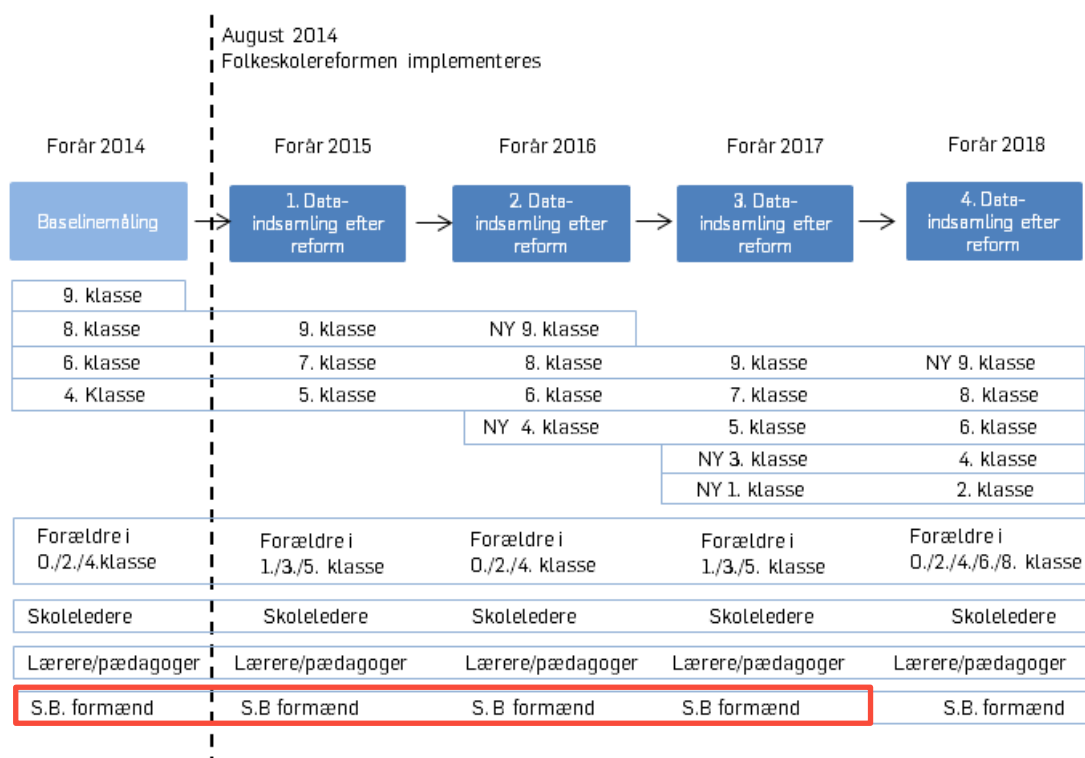 August 2014
Folkeskolereformen implementeres
Forår 2014 Forår 2015 Forår 2016 Forår 2017 Forår 2018
Baselinemåling
1. Data-
indsamling efter
reform
2. Data-
indsamling efter
reform
3. Data-
indsamling efter
reform
4. Data-
indsamling efter
reform
9. klasse
8. klasse 9. klasse NY 9. klasse
6. klasse 7. klasse 8. klasse 9. klasse NY 9. klasse
4. Klasse 5. klasse 6. klasse 7. klasse 8. klasse
NY 4. klasse 5. klasse 6. klasse
NY 3. klasse 4. klasse
NY 1. klasse 2. klasse
Forældre i
0./2./4.klasse
Forældre i
1./3./5. klasse
Forældre i
0./2./4. klasse
Forældre i
1./3./5. klasse
Forældre i
0./2./4./6./8. klasse
Skoleledere Skoleledere Skoleledere Skoleledere Skoleledere
Lærere/pædagoger Lærere/pædagoger Lærere/pædagoger Lærere/pædagoger Lærere/pædagoger
S.B. formænd S.B formænd S.B formænd S.B formænd S.B. formænd